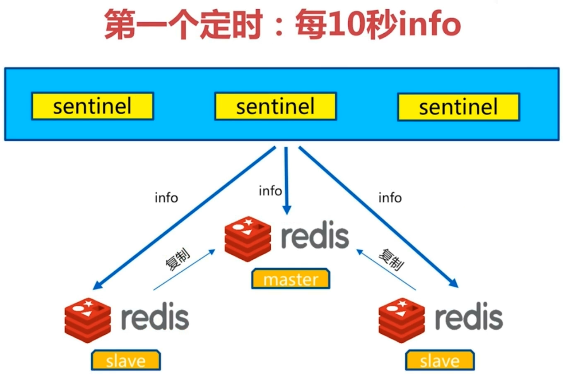 第一个定时：每10秒info
sentinel
sentinel
sentinel
info
info
info
redis
复制
复制
master
redis
redis
slave
slave